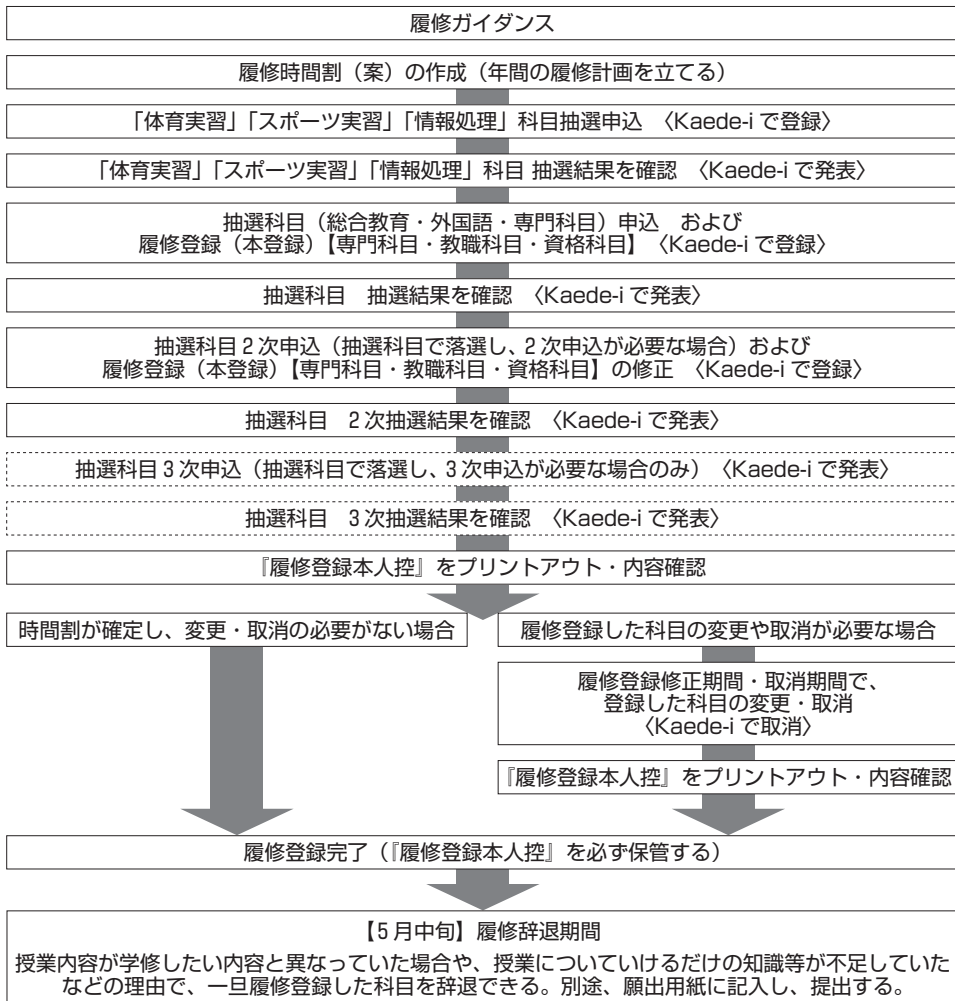 履修ガイダンス
履修時間割（案）の作成（年間の履修計画を立てる）
「体育実習」「スポーツ実習」「情報処理」科目抽選申込　〈Kaede-i で登録〉
「体育実習」「スポーツ実習」「情報処理」科目 抽選結果を確認　〈Kaede-i で発表〉
抽選科目（総合教育・外国語・専門科目）申込　および
履修登録（本登録）【専門科目・教職科目・資格科目】〈Kaede-i で登録〉
抽選科目　抽選結果を確認　〈Kaede-i で発表〉
抽選科目２次申込（抽選科目で落選し、２次申込が必要な場合）および
履修登録（本登録）【専門科目・教職科目・資格科目】の修正　〈Kaede-i で登録〉
抽選科目　２次抽選結果を確認　〈Kaede-i で発表〉
抽選科目３次申込（抽選科目で落選し、３次申込が必要な場合のみ）〈Kaede-i で発表〉
抽選科目　３次抽選結果を確認　〈Kaede-i で発表〉
『履修登録本人控』をプリントアウト・内容確認
時間割が確定し、変更・取消の必要がない場合
履修登録した科目の変更や取消が必要な場合
履修登録修正期間・取消期間で、
登録した科目の変更・取消
〈Kaede-i で取消〉
『履修登録本人控』をプリントアウト・内容確認
履修登録完了（『履修登録本人控』を必ず保管する）
【５月中旬】履修辞退期間
授業内容が学修したい内容と異なっていた場合や、授業についていけるだけの知識等が不足していた
などの理由で、一旦履修登録した科目を辞退できる。別途、願出用紙に記入し、提出する。